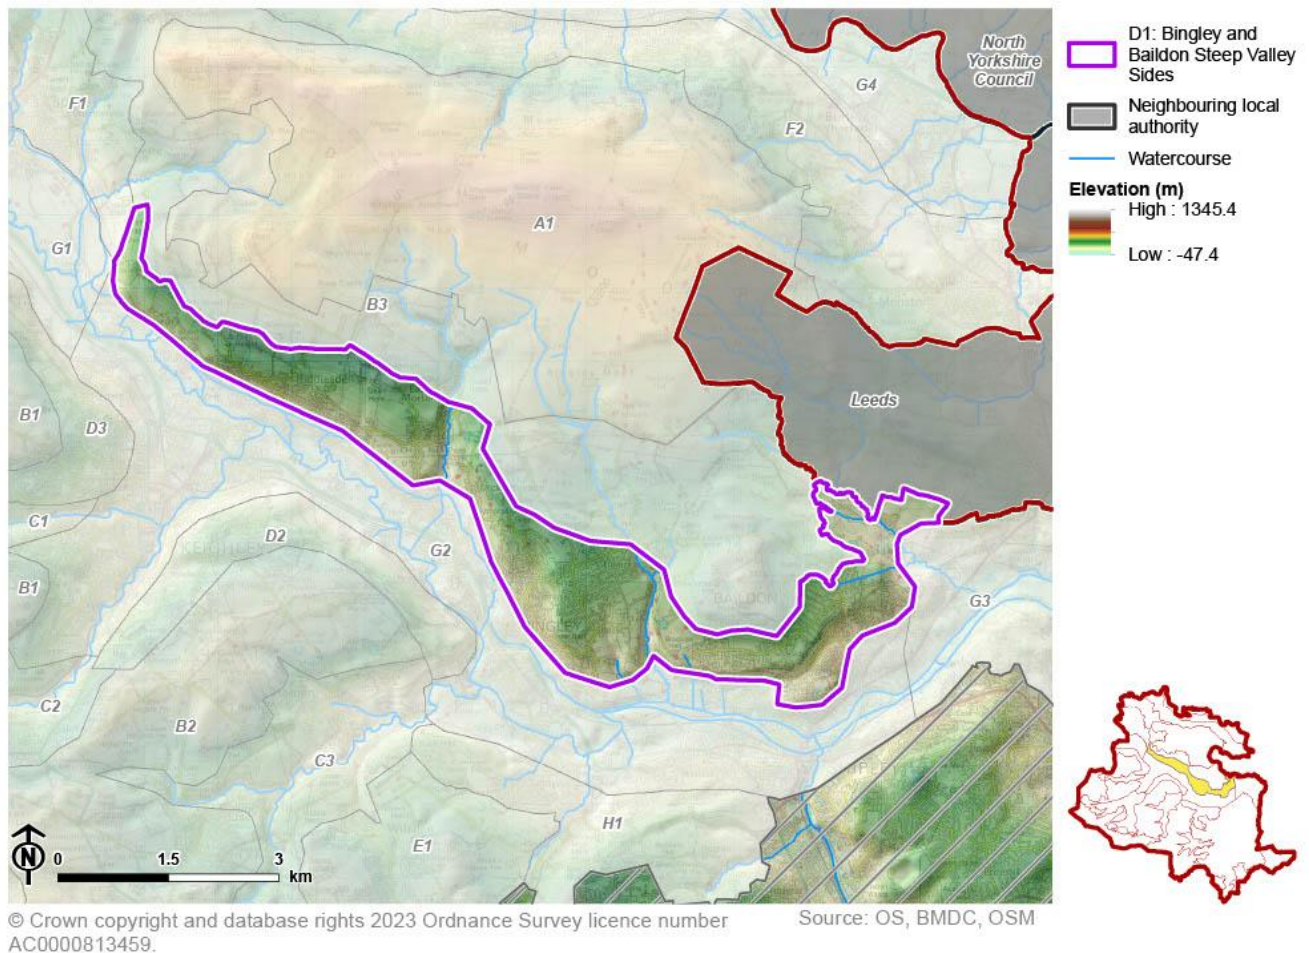 North
Yorkshire
Council
G4
F1
F2
A1
G1
B3
Leeds
B1
D3
C1
D2
G2
B1
G3
BAILDON
KEIGHLEY
BINGLEY
C2
B2
C3
H1
E1
N
0 1.5 3
km
D1: Bingley and
Baildon Steep Valley
Sides
Neighbouring local
authority
Watercourse
Elevation (m)
High : 1345.4
Low : -47.4
© Crown copyright and database rights 2023 Ordnance Survey licence number
AC0000813459.
Source: OS, BMDC, OSM